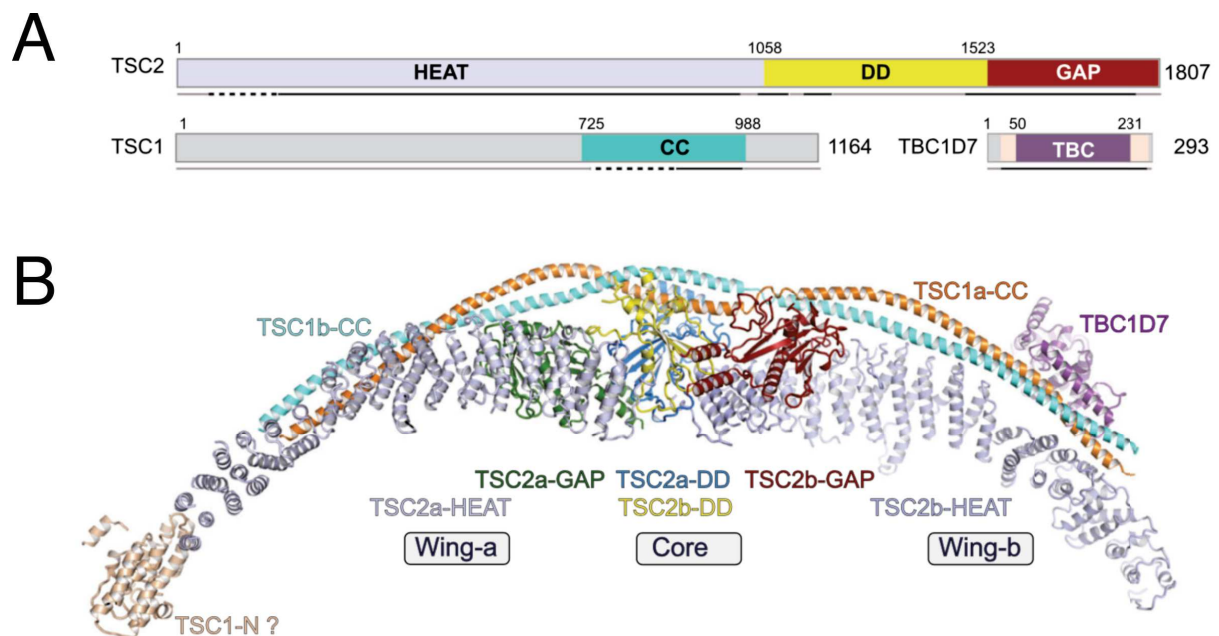 A
1 1058 1523
TSC2 HEAT DD GAP 1807
1 725 988 1 50 231
TSC1 CC 1164 TBC1D7 TBC 293
B
TSC1a-CC
TSC1b-CC TBC1D7
TSC2a-GAP TSC2a-DD TSC2b-GAP
TSC2a-HEAT TSC2b-DD TSC2b-HEAT
Wing-a Core Wing-b
TSC1-N ?